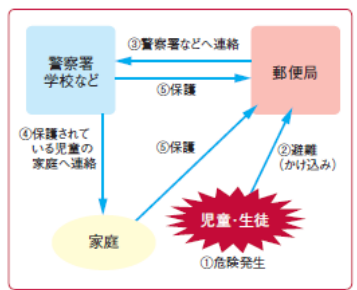 ③警察署などへ連絡
警察署
学校など
郵便局
⑤保護
④保護されて
いる児童の
家庭へ連絡
⑤保護
②避難
(かけ込み)
児童・生徒
家庭
①危険発生